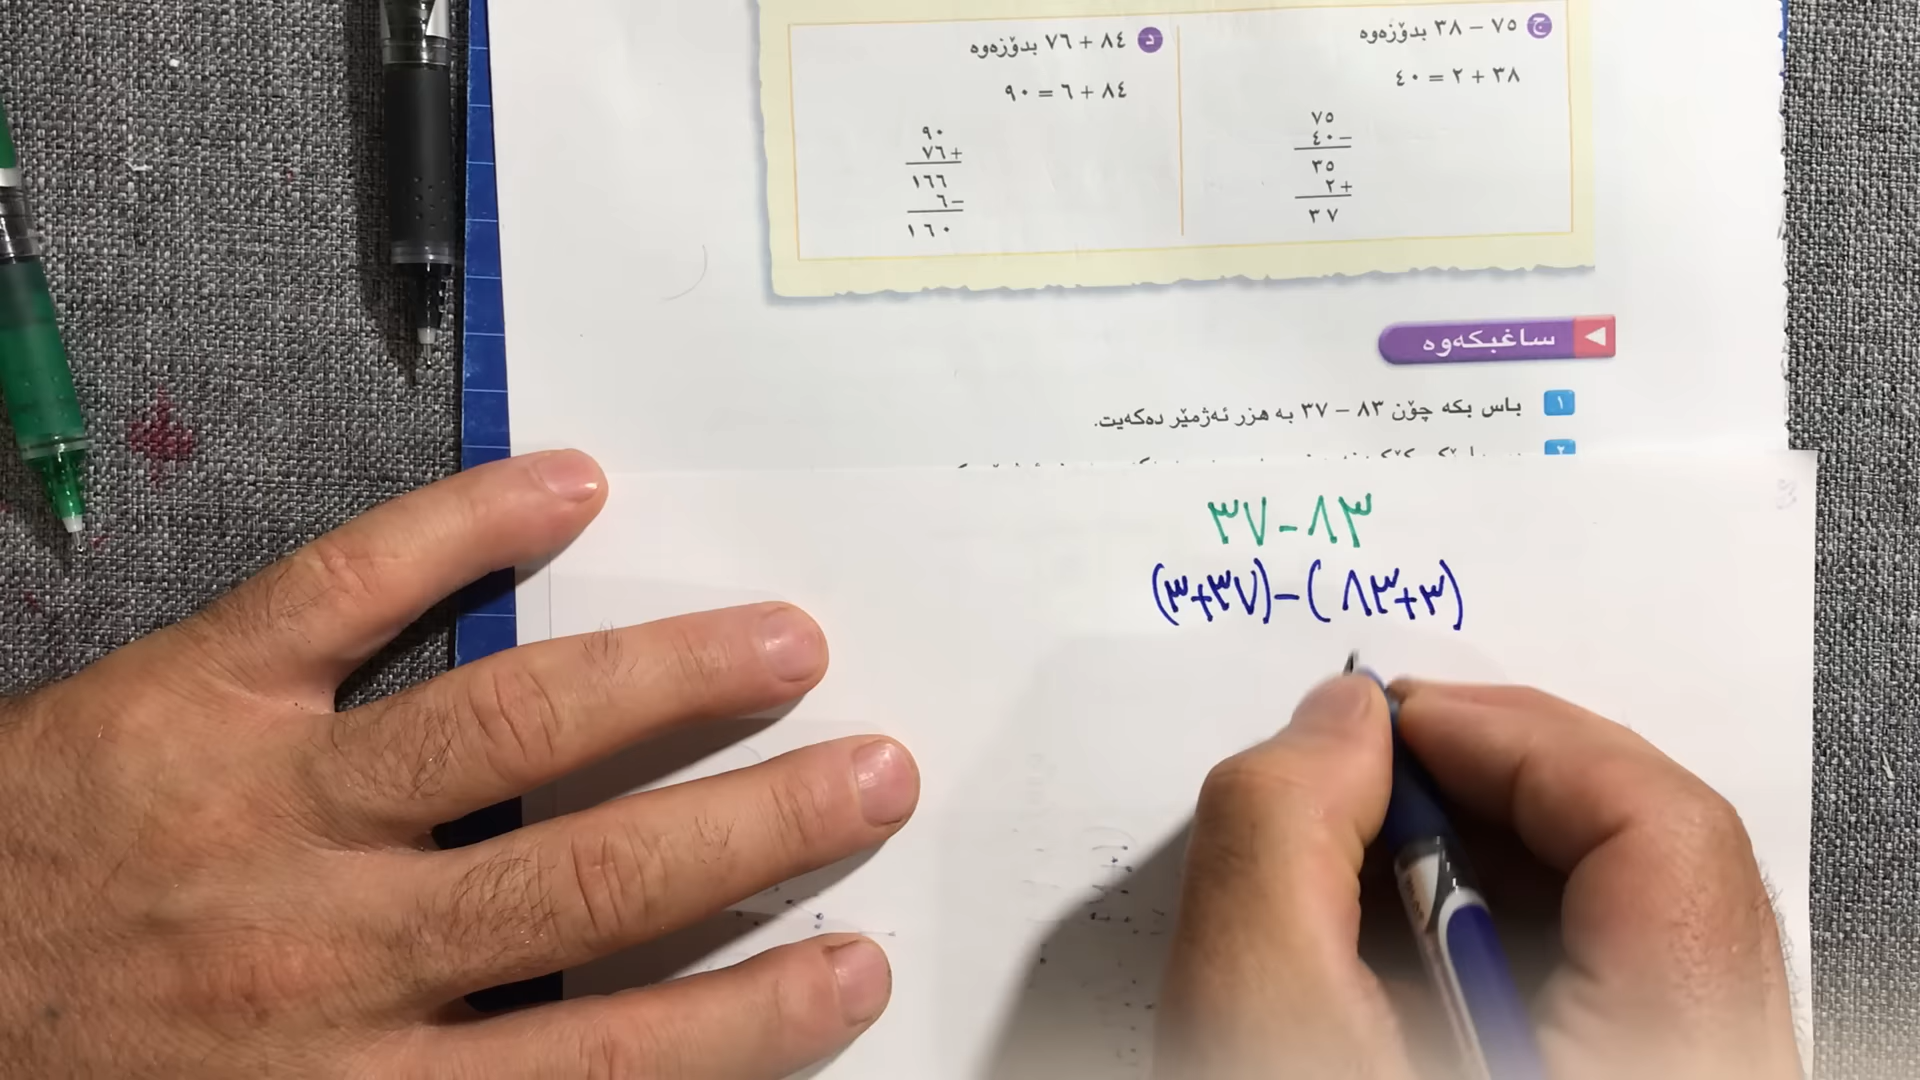 ج ٧٥ – ٣٨ بدۆزەوە
٣٨ + ٢ = ٤٠
٧٥
٤٠–
٣٥
٢+
٣٧
د ٨٤ + ٧٦ بدۆزەوە
٨٤ + ٦ = ٩٠
٩٠
٧٦+
١٦٦
٦–
١٦٠
ساغبکەوە
١ باس بکە چۆن ٨٣ – ٣٧ بە هزر ئەژمێر دەکەیت.
٢
٨٣-٣٧
(٨٣+٣)-(٣٧+٣)